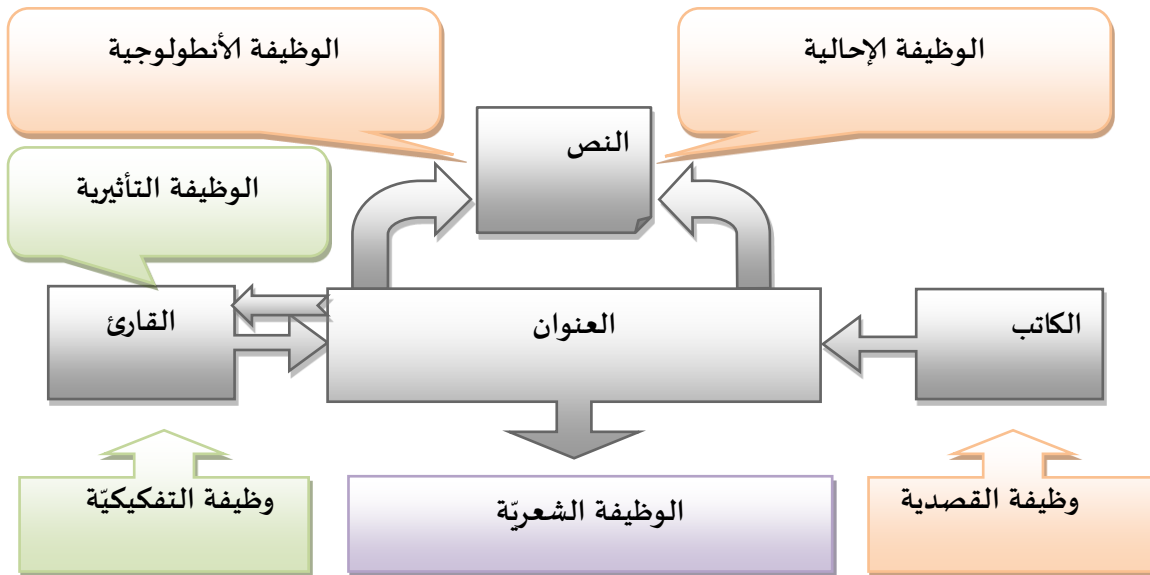 الوظيفة الإحالية
الوظيفة الأنطولوجية
النص
الوظيفة التأثيرية
الكاتب
العنوان
القارئ
وظيفة القصدية
الوظيفة الشعريّة
وظيفة التفكيكيّة